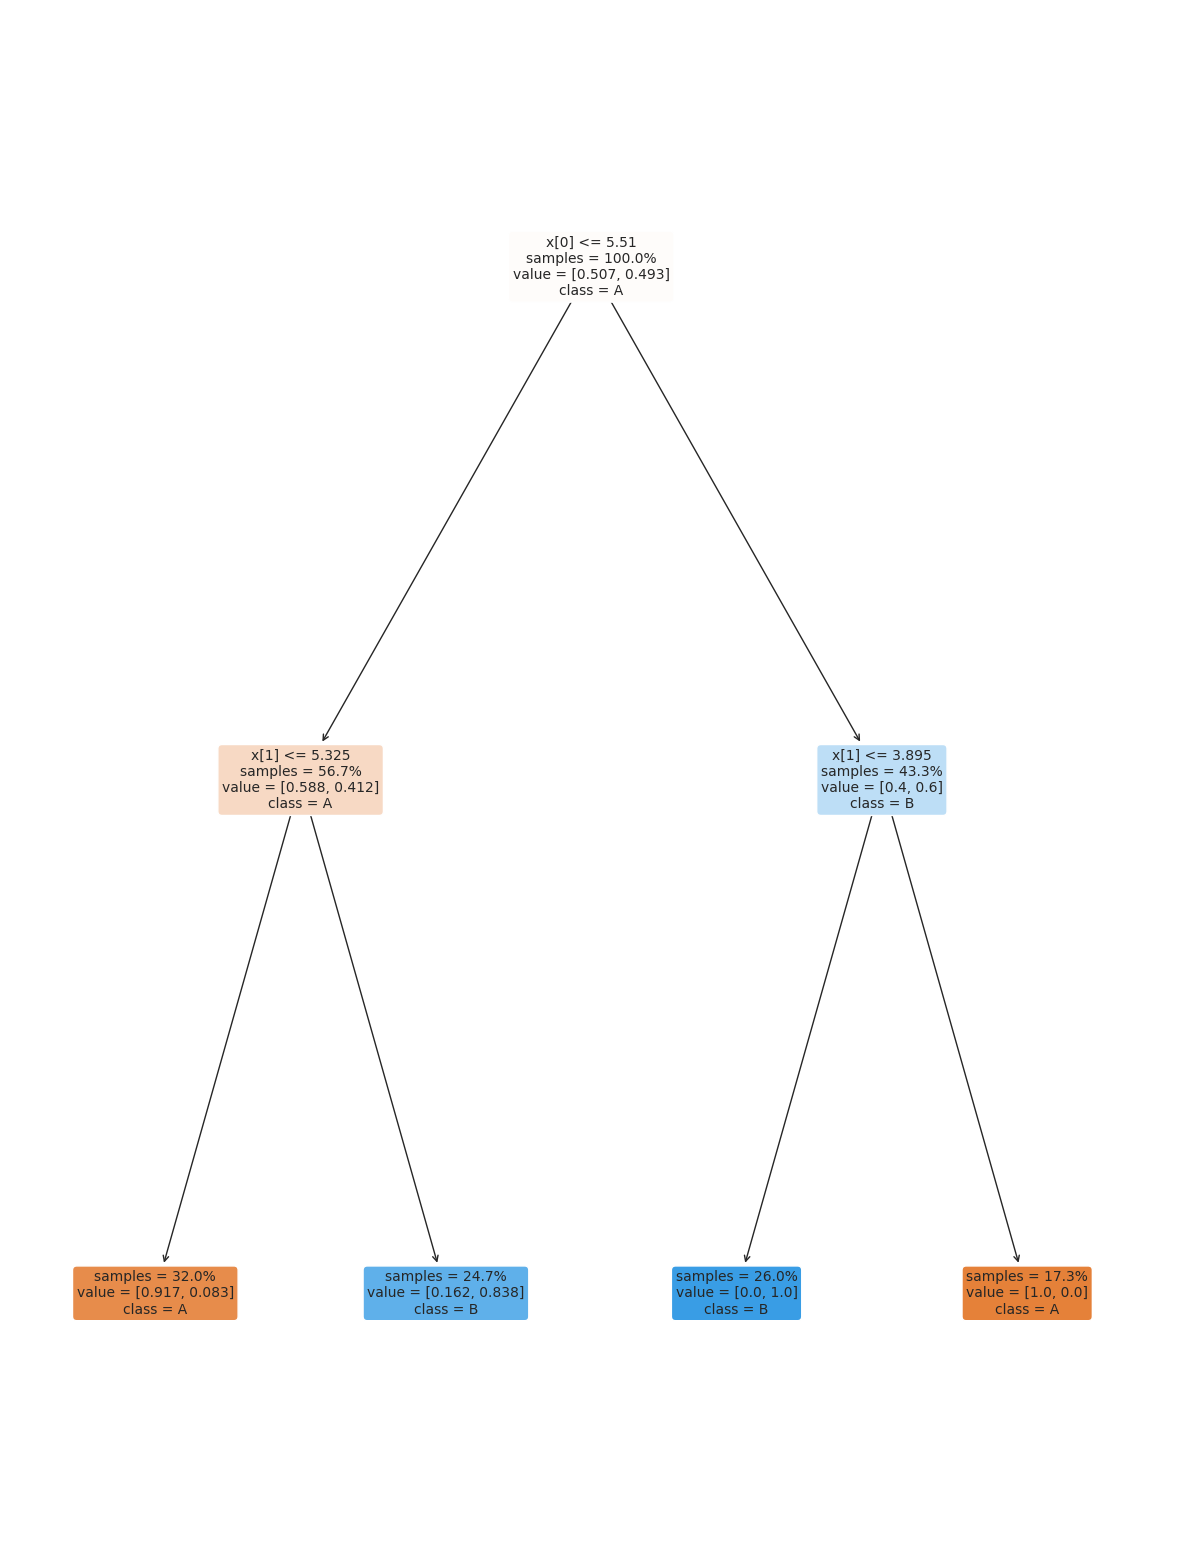 x[0] <= 5.51
samples = 100.0%
value = [0.507, 0.493]
class = A
x[1] <= 5.325
samples = 56.7%
value = [0.588, 0.412]
class = A
x[1] <= 3.895
samples = 43.3%
value = [0.4, 0.6]
class = B
samples = 32.0%
value = [0.917, 0.083]
class = A
samples = 24.7%
value = [0.162, 0.838]
class = B
samples = 26.0%
value = [0.0, 1.0]
class = B
samples = 17.3%
value = [1.0, 0.0]
class = A